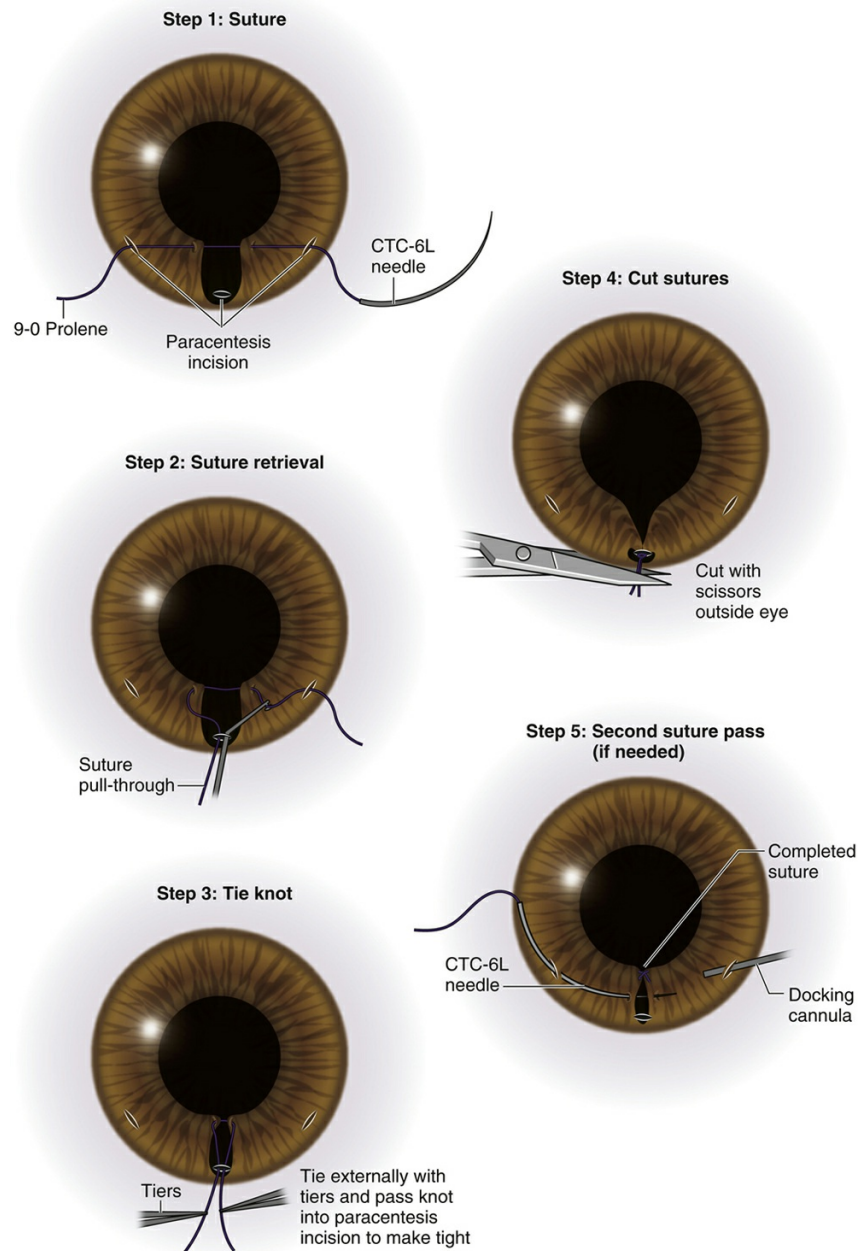 Step 1: Suture
CTC-6L
needle
9-0 Prolene
Paracentesis
incision
Step 2: Suture retrieval
Suture
pull-through
Step 3: Tie knot
Tiers
Tie externally with
tiers and pass knot
into paracentesis
incision to make tight
Step 4: Cut sutures
Cut with
scissors
outside eye
Step 5: Second suture pass
(if needed)
Completed
suture
CTC-6L
needle
Docking
cannula